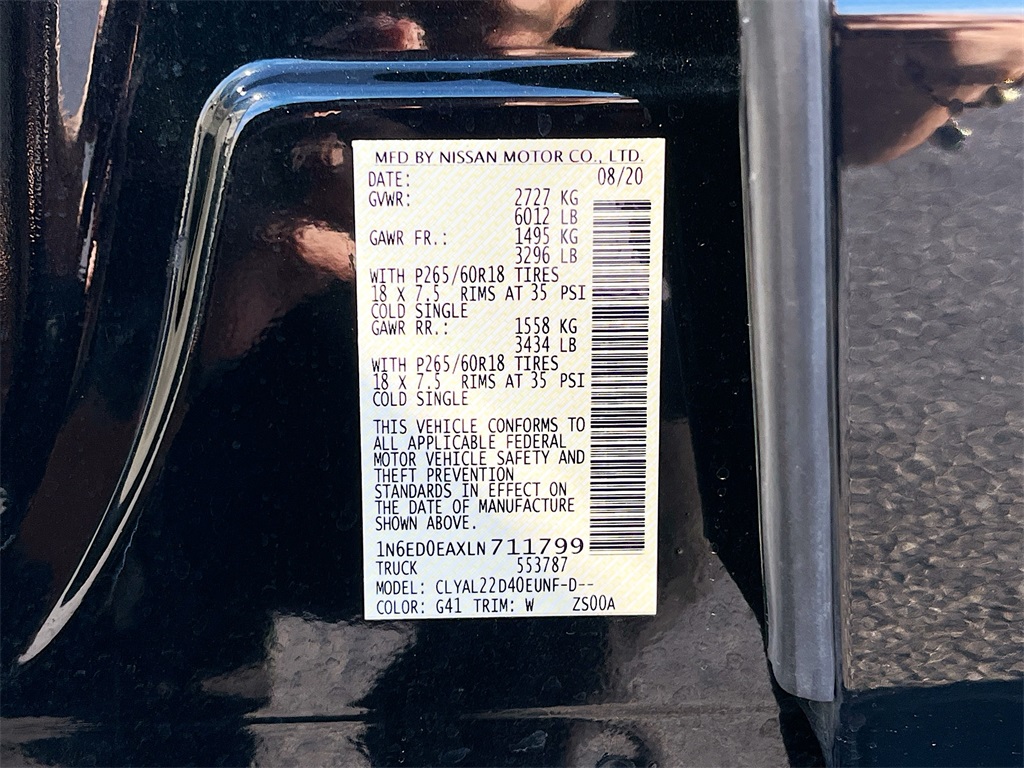 MFD BY NISSAN MOTOR CO., LTD.
DATE: 08/20
GVWR: 2727 KG
6012 LB
GAWR FR.: 1495 KG
3296 LB
WITH P265/60R18 TIRES
18 X 7.5 RIMS AT 35 PSI
COLD SINGLE
GAWR RR.: 1558 KG
3434 LB
WITH P265/60R18 TIRES
18 X 7.5 RIMS AT 35 PSI
COLD SINGLE
THIS VEHICLE CONFORMS TO
ALL APPLICABLE FEDERAL
MOTOR VEHICLE SAFETY AND
THEFT PREVENTION
STANDARDS IN EFFECT ON
THE DATE OF MANUFACTURE
SHOWN ABOVE.
1N6ED0EAXLN711799
TRUCK 553787
MODEL: CLYAL22D40EUNF-D--
COLOR: G41 TRIM: W ZS00A